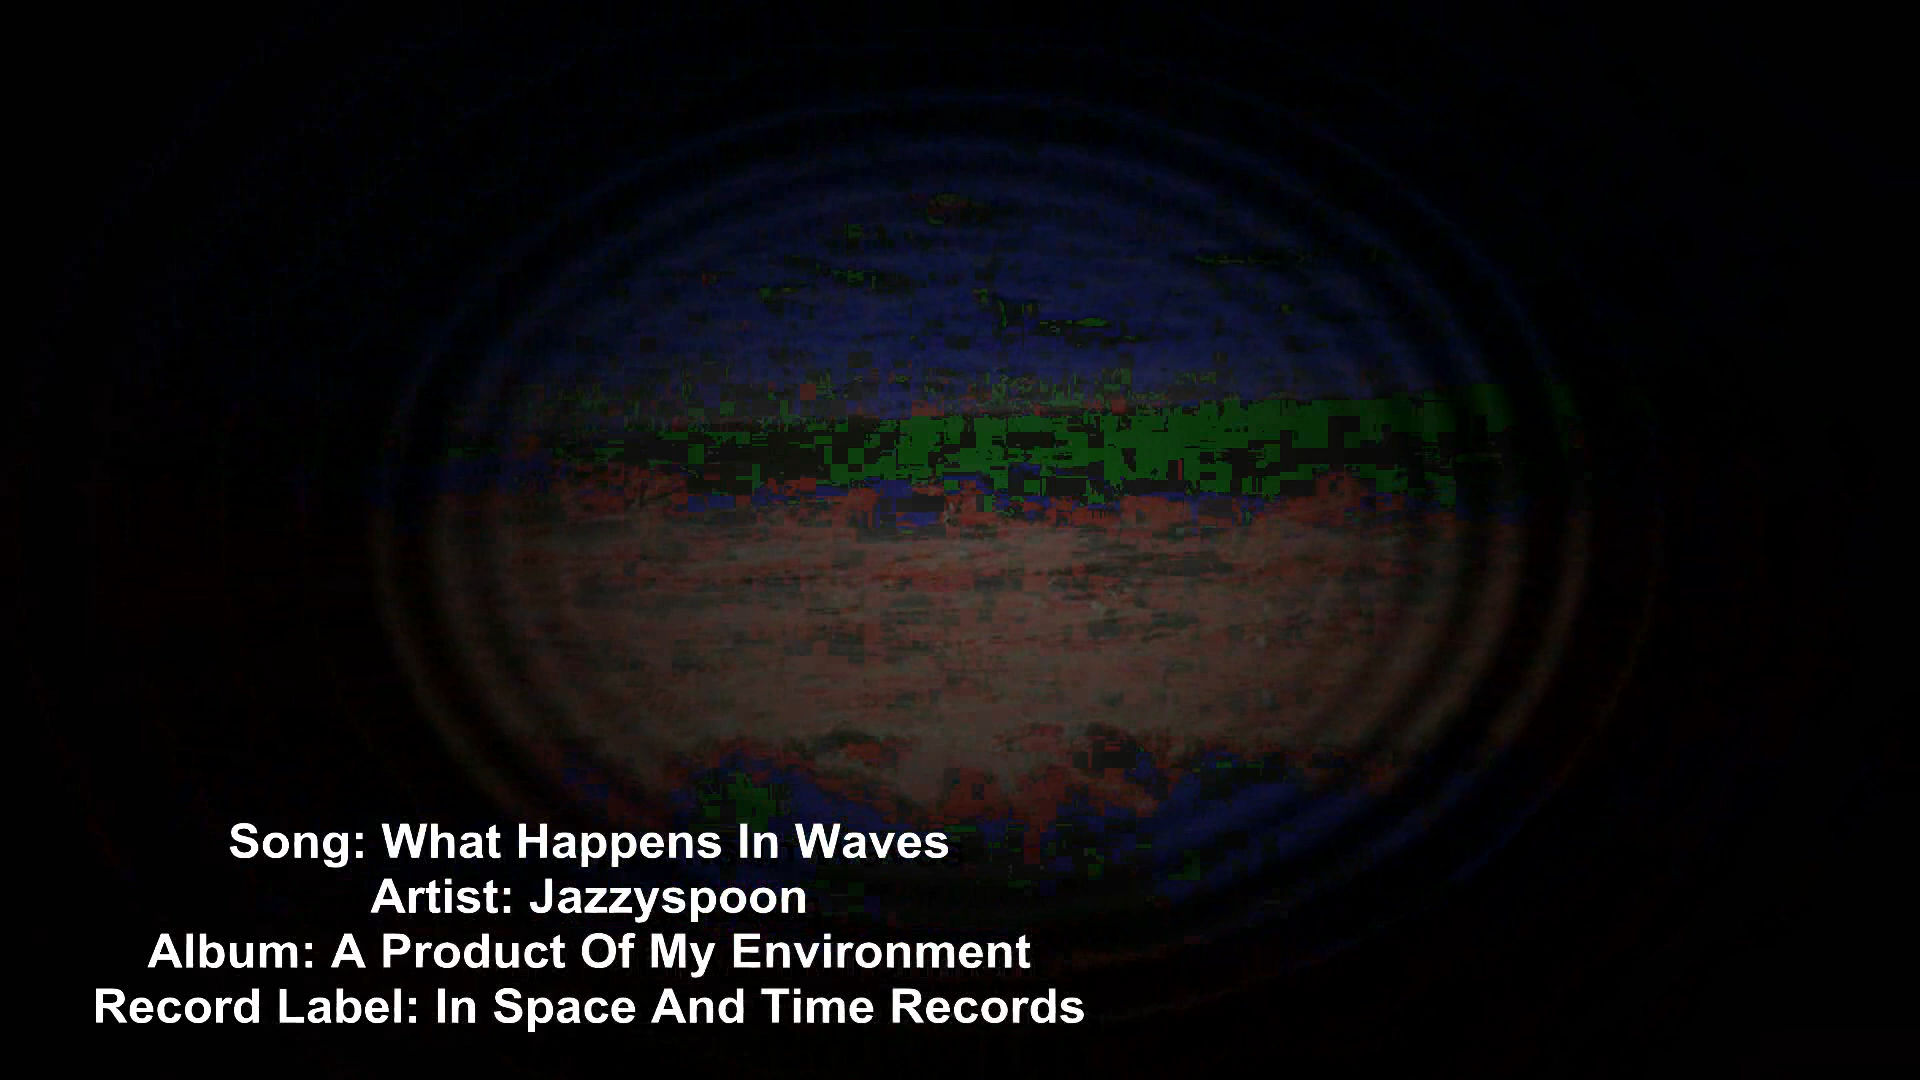 Song: What Happens In Waves
Artist: Jazzyspoon
Album: A Product Of My Environment
Record Label: In Space And Time Records